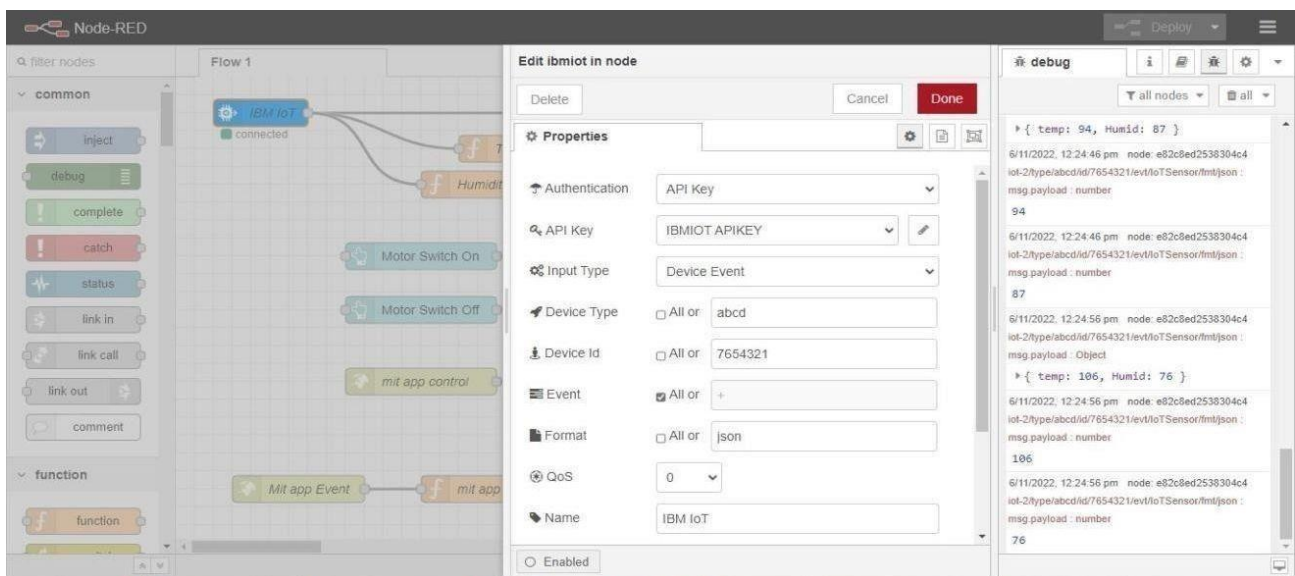 Node-RED
Deploy
filter nodes
common
inject
debug
complete
catch
status
link in
link call
link out
comment
function
function
Flow 1
IBM IoT
connected
T
Humidit
Motor Switch On
Motor Switch Off
mit app control
Mit app Event
mit app
Edit ibmiot in node
Delete
Cancel
Done
Properties
Authentication
API Key
API Key
IBMIOT APIKEY
Input Type
Device Event
Device Type
All or
abcd
Device Id
All or
7654321
Event
All or
+
Format
All or
json
QoS
0
Name
IBM IoT
Enabled
debug
i
all nodes
all
{ temp: 94, Humid: 87 }
6/11/2022, 12:24:46 pm node: e82c8ed2538304c4
iot-2/type/abcd/id/7654321/evt/IoTSensor/fmt/json :
msg.payload : number
94
6/11/2022, 12:24:46 pm node: e82c8ed2538304c4
iot-2/type/abcd/id/7654321/evt/IoTSensor/fmt/json :
msg.payload : number
87
6/11/2022, 12:24:56 pm node: e82c8ed2538304c4
iot-2/type/abcd/id/7654321/evt/IoTSensor/fmt/json :
msg.payload : Object
{ temp: 106, Humid: 76 }
6/11/2022, 12:24:56 pm node: e82c8ed2538304c4
iot-2/type/abcd/id/7654321/evt/IoTSensor/fmt/json :
msg.payload : number
106
6/11/2022, 12:24:56 pm node: e82c8ed2538304c4
iot-2/type/abcd/id/7654321/evt/IoTSensor/fmt/json :
msg.payload : number
76